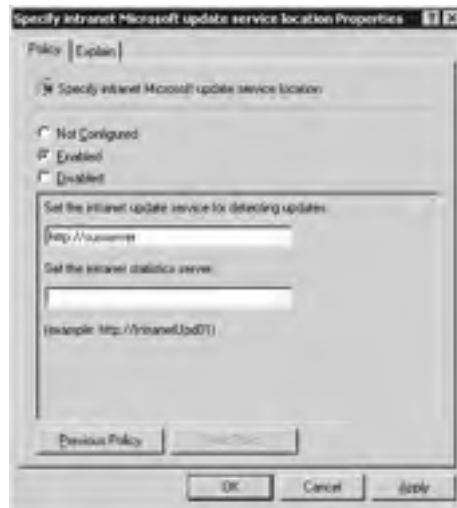 Specify intranet Microsoft update service location Properties
Policy Explain
Specify intranet Microsoft update service location
Not Configured
Enabled
Disabled
Set the intranet update service for detecting updates:
http://susserver
Set the intranet statistics server:
(example: http://IntranetUpd01)
Previous Policy
OK Cancel Apply